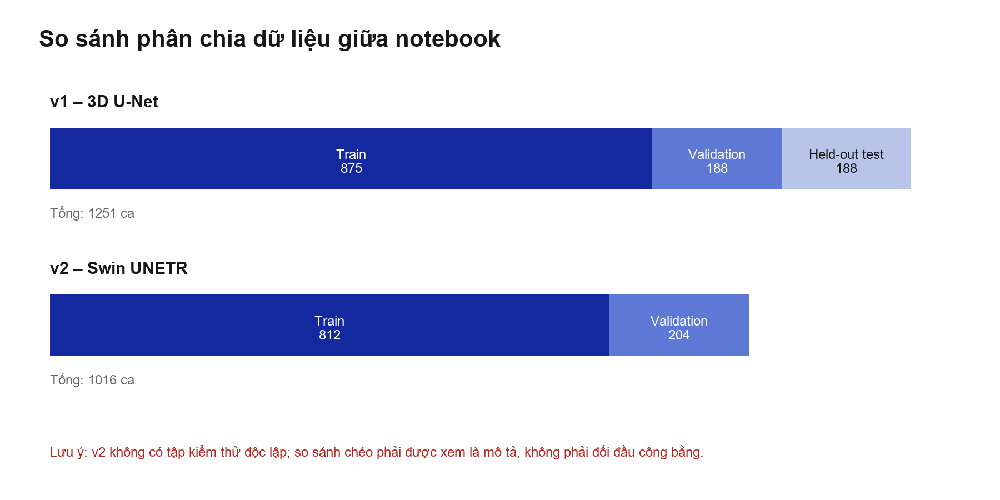 So sánh phân chia dữ liệu giữa notebook
v1 – 3D U-Net
Train
875
Validation
188
Held-out test
188
Tổng: 1251 ca
v2 – Swin UNETR
Train
812
Validation
204
Tổng: 1016 ca
Lưu ý: v2 không có tập kiểm thử độc lập; so sánh chéo phải được xem là mô tả, không phải đối đầu công bằng.